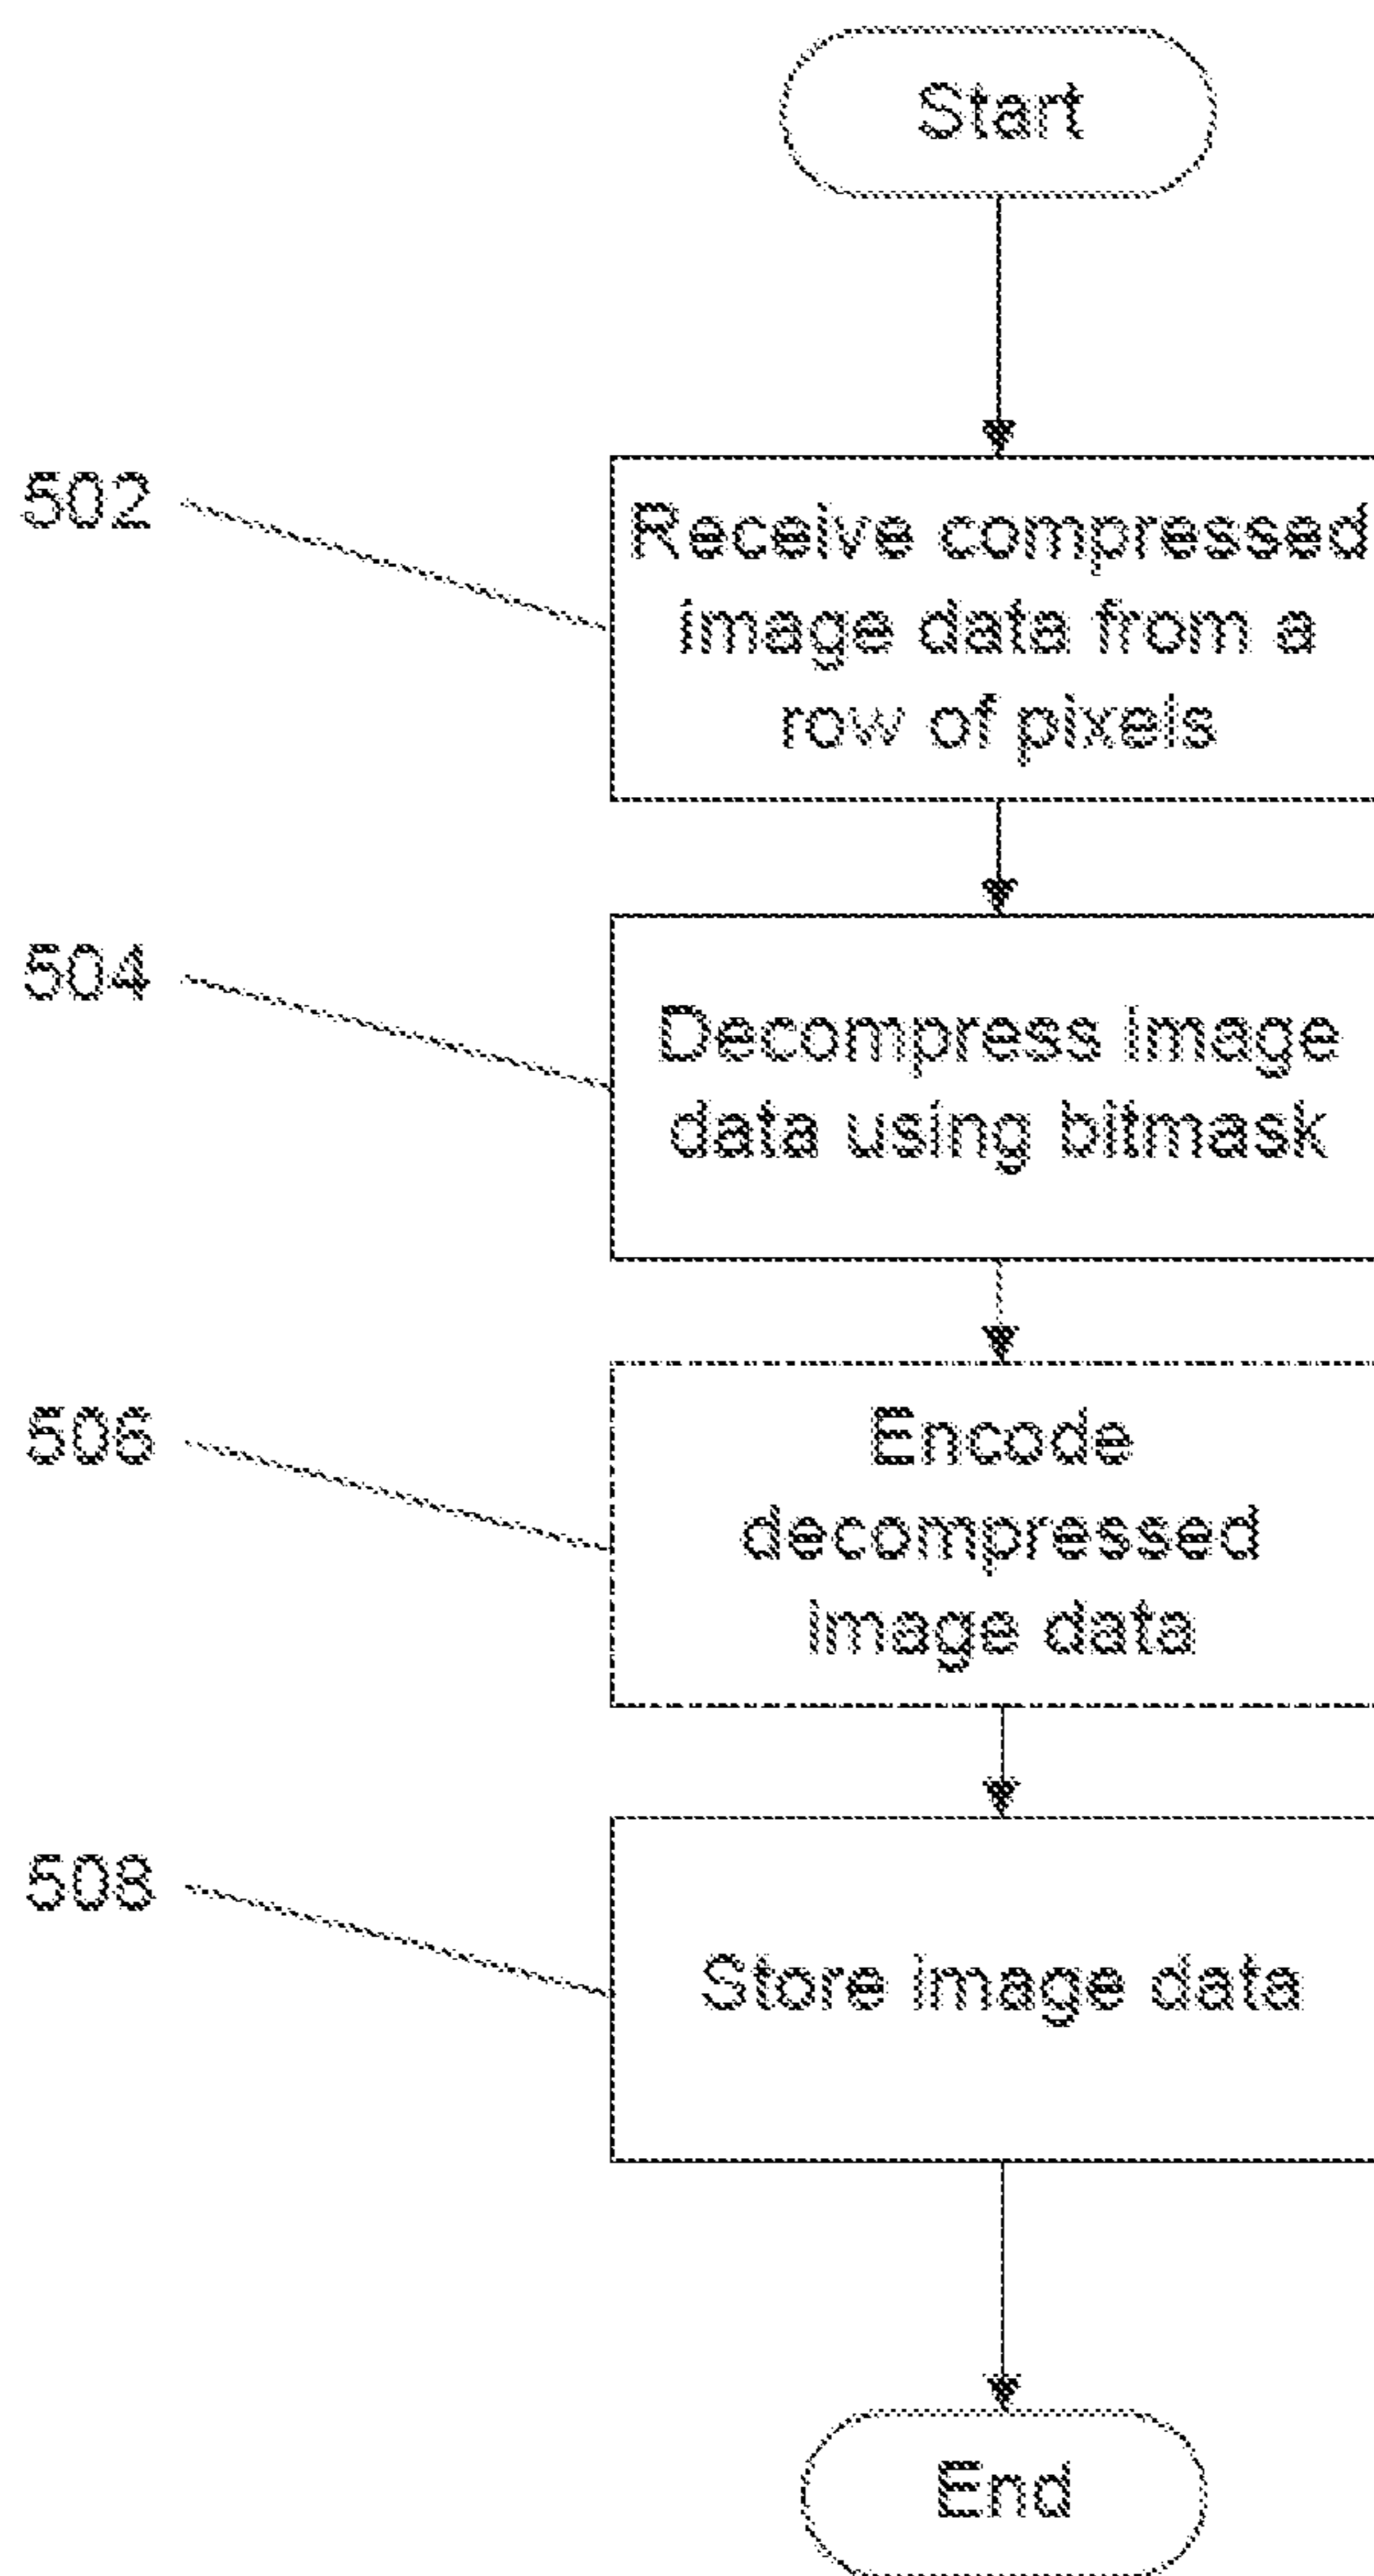 Start
502
Receive compressed
image data from a
row of pixels
504
Decompress image
data using bitmask
506
Encode
decompressed
image data
508
Store image data
End